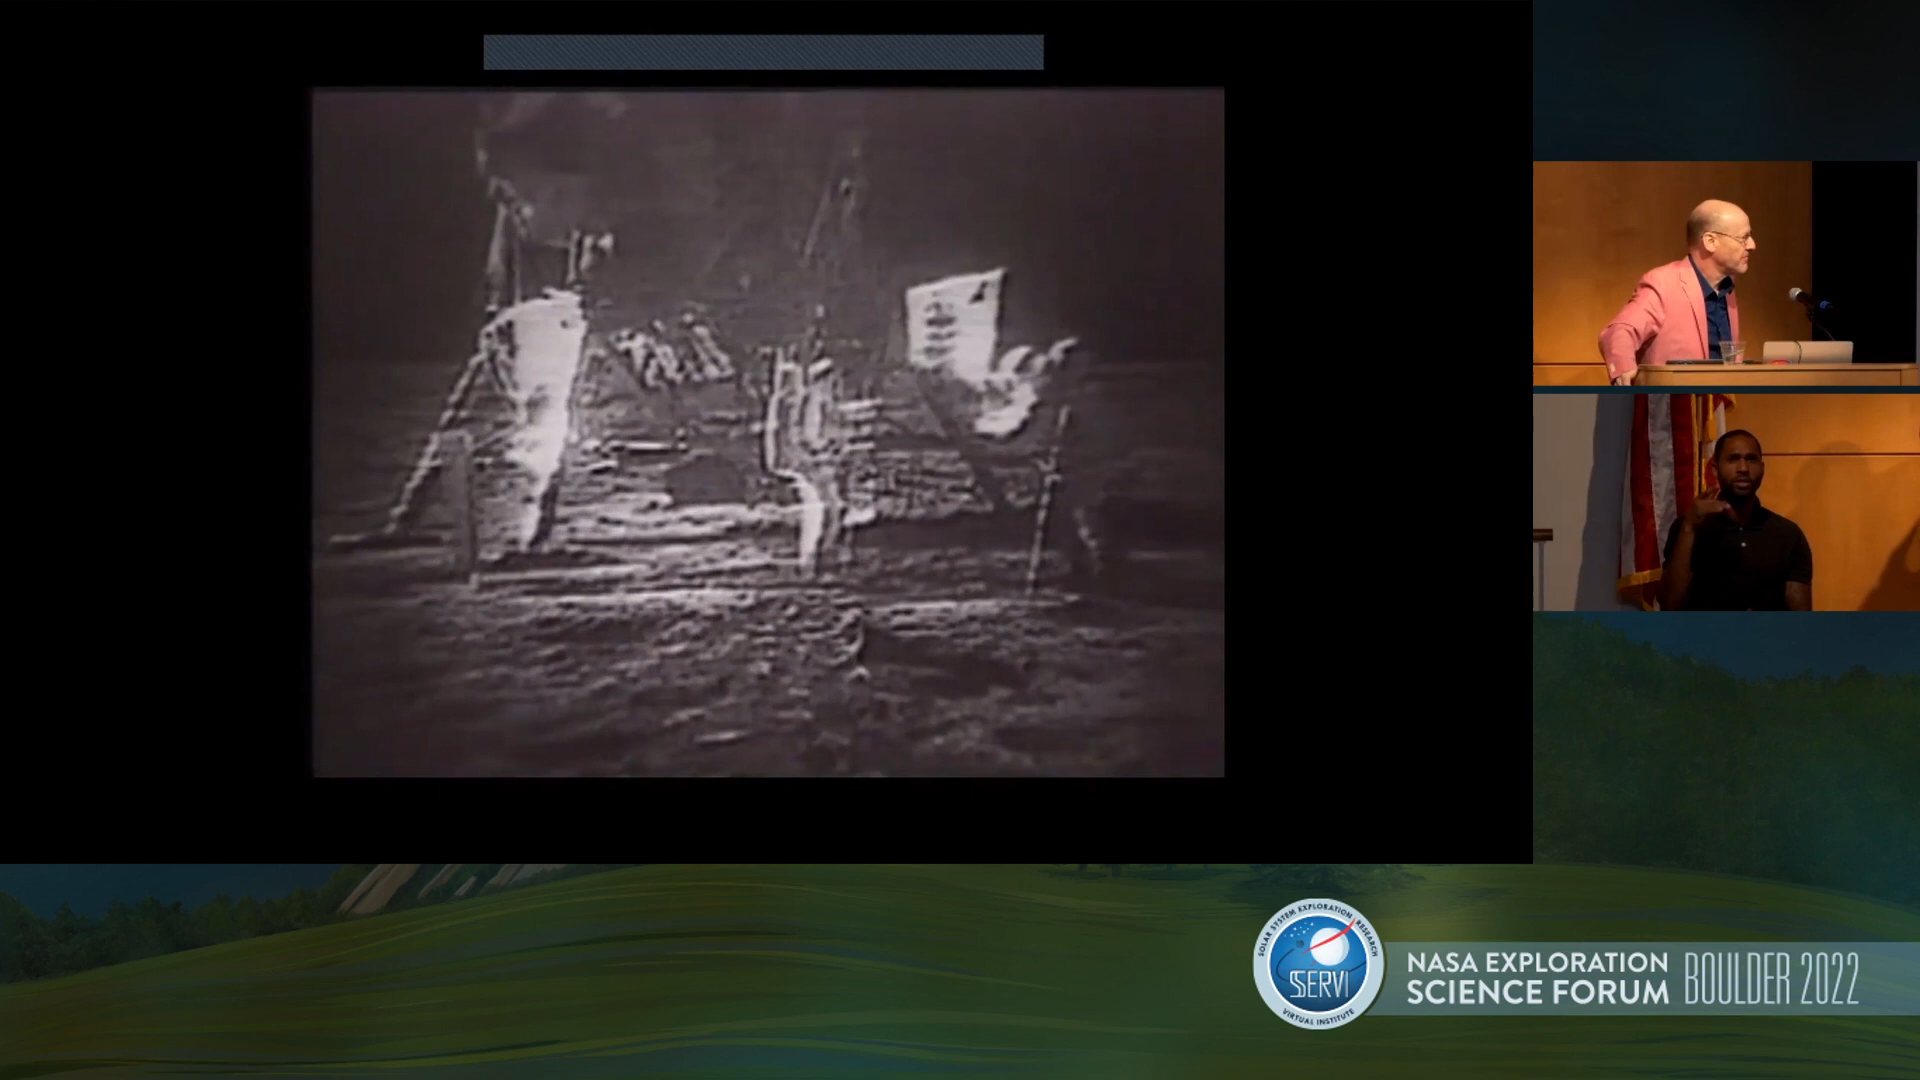 SOLAR SYSTEM EXPLORATION RESEARCH
SSERVI
VIRTUAL INSTITUTE
NASA EXPLORATION
SCIENCE FORUM
BOULDER 2022